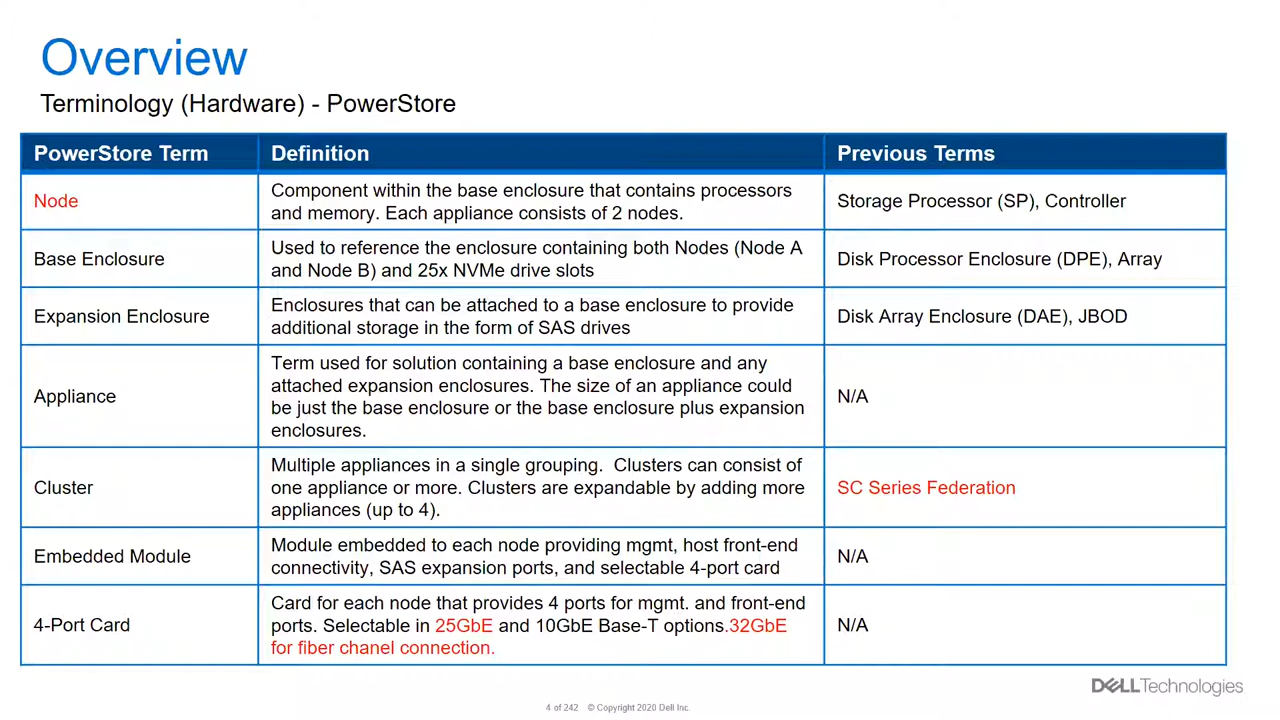 Overview
Terminology (Hardware) - PowerStore
PowerStore Term
Definition
Previous Terms
Node
Component within the base enclosure that contains processors
and memory. Each appliance consists of 2 nodes.
Storage Processor (SP), Controller
Base Enclosure
Used to reference the enclosure containing both Nodes (Node A
and Node B) and 25x NVMe drive slots
Disk Processor Enclosure (DPE), Array
Expansion Enclosure
Enclosures that can be attached to a base enclosure to provide
additional storage in the form of SAS drives
Disk Array Enclosure (DAE), JBOD
Appliance
Term used for solution containing a base enclosure and any
attached expansion enclosures. The size of an appliance could
be just the base enclosure or the base enclosure plus expansion
enclosures.
N/A
Cluster
Multiple appliances in a single grouping. Clusters can consist of
one appliance or more. Clusters are expandable by adding more
appliances (up to 4).
SC Series Federation
Embedded Module
Module embedded to each node providing mgmt, host front-end
connectivity, SAS expansion ports, and selectable 4-port card
N/A
4-Port Card
Card for each node that provides 4 ports for mgmt. and front-end
ports. Selectable in 25GbE and 10GbE Base-T options.32GbE
for fiber chanel connection.
N/A
DELLTechnologies
4 of 242 © Copyright 2020 Dell Inc.